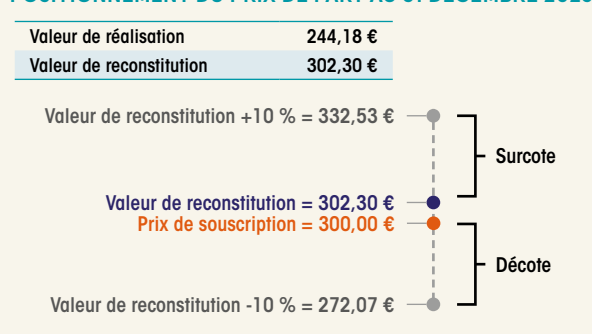 Valeur de réalisation 244,18 €
Valeur de reconstitution 302,30 €
Valeur de reconstitution +10 % = 332,53 €
Surcote
Valeur de reconstitution = 302,30 €
Prix de souscription = 300,00 €
Décote
Valeur de reconstitution -10 % = 272,07 €